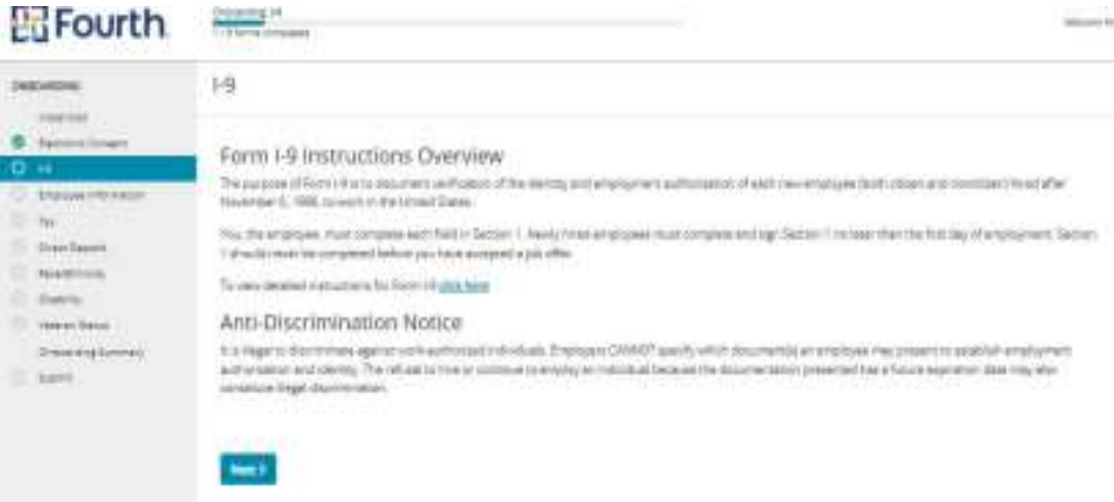 Fourth
Onboarding
forms completed
ONBOARDING
I-9
Electronic Consent
I-9
Employee Information
Tax
Direct Deposit
Race/Ethnicity
Disability
Veteran Status
Onboarding Summary
Submit
Form I-9 Instructions Overview
The purpose of Form I-9 is to document verification of the identity and employment authorization of each new employee (both citizen and noncitizen) hired after
November 6, 1986, to work in the United States.
You, the employee, must complete each field in Section 1. Newly hired employees must complete and sign Section 1 no later than the first day of employment. Section
1 should never be completed before you have accepted a job offer.
To view detailed instructions for Form I-9 click here
Anti-Discrimination Notice
It is illegal to discriminate against work-authorized individuals. Employers CANNOT specify which document(s) an employee may present to establish employment
authorization and identity. The refusal to hire or continue to employ an individual because the documentation presented has a future expiration date may also
constitute illegal discrimination.
Next